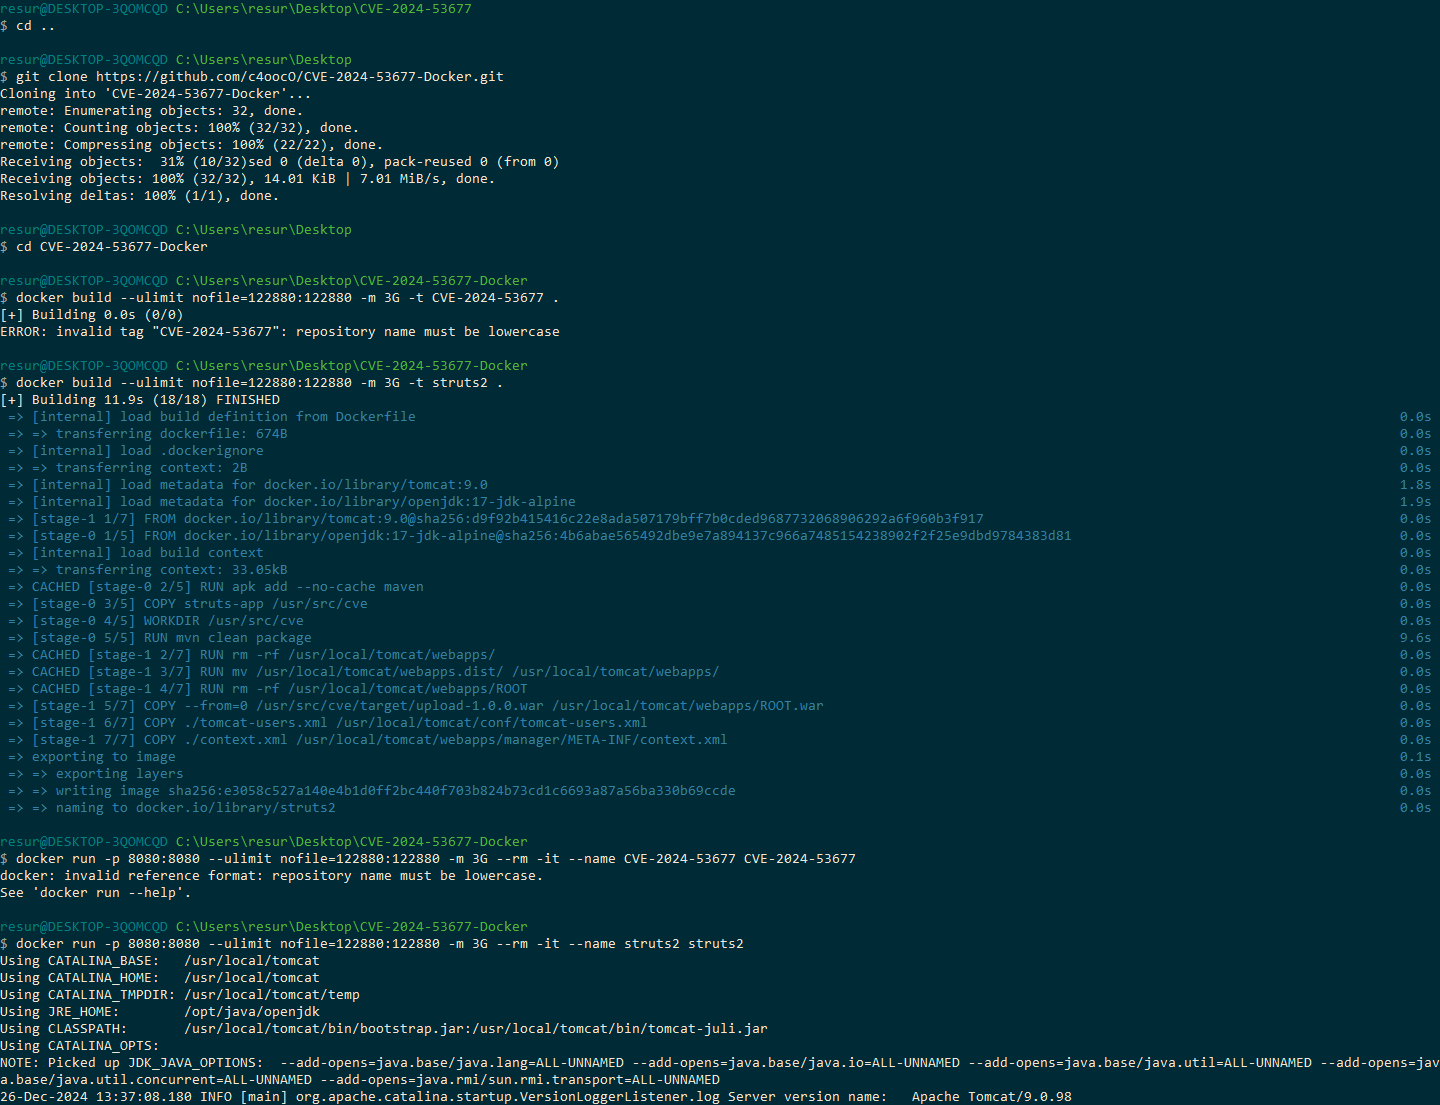 resur@DESKTOP-3QOMCQD C:\Users\resur\Desktop\CVE-2024-53677
$ cd ..
resur@DESKTOP-3QOMCQD C:\Users\resur\Desktop
$ git clone https://github.com/c4oocO/CVE-2024-53677-Docker.git
Cloning into 'CVE-2024-53677-Docker'...
remote: Enumerating objects: 32, done.
remote: Counting objects: 100% (32/32), done.
remote: Compressing objects: 100% (22/22), done.
Receiving objects:  31% (10/32)sed 0 (delta 0), pack-reused 0 (from 0)
Receiving objects: 100% (32/32), 14.01 KiB | 7.01 MiB/s, done.
Resolving deltas: 100% (1/1), done.
resur@DESKTOP-3QOMCQD C:\Users\resur\Desktop
$ cd CVE-2024-53677-Docker
resur@DESKTOP-3QOMCQD C:\Users\resur\Desktop\CVE-2024-53677-Docker
$ docker build --ulimit nofile=122880:122880 -m 3G -t CVE-2024-53677 .
[+] Building 0.0s (0/0)
ERROR: invalid tag "CVE-2024-53677": repository name must be lowercase
resur@DESKTOP-3QOMCQD C:\Users\resur\Desktop\CVE-2024-53677-Docker
$ docker build --ulimit nofile=122880:122880 -m 3G -t struts2 .
[+] Building 11.9s (18/18) FINISHED
=> [internal] load build definition from Dockerfile 0.0s
=> => transferring dockerfile: 674B 0.0s
=> [internal] load .dockerignore 0.0s
=> => transferring context: 2B 0.0s
=> [internal] load metadata for docker.io/library/tomcat:9.0 1.8s
=> [internal] load metadata for docker.io/library/openjdk:17-jdk-alpine 1.9s
=> [stage-1 1/7] FROM docker.io/library/tomcat:9.0@sha256:d9f92b415416c22e8ada507179bff7b0cded9687732068906292a6f960b3f917 0.0s
=> [stage-0 1/5] FROM docker.io/library/openjdk:17-jdk-alpine@sha256:4b6abae565492dbe9e7a894137c966a7485154238902f2f25e9dbd9784383d81 0.0s
=> [internal] load build context 0.0s
=> => transferring context: 33.05kB 0.0s
=> CACHED [stage-0 2/5] RUN apk add --no-cache maven 0.0s
=> [stage-0 3/5] COPY struts-app /usr/src/cve 0.0s
=> [stage-0 4/5] WORKDIR /usr/src/cve 0.0s
=> [stage-0 5/5] RUN mvn clean package 9.6s
=> CACHED [stage-1 2/7] RUN rm -rf /usr/local/tomcat/webapps/ 0.0s
=> CACHED [stage-1 3/7] RUN mv /usr/local/tomcat/webapps.dist/ /usr/local/tomcat/webapps/ 0.0s
=> CACHED [stage-1 4/7] RUN rm -rf /usr/local/tomcat/webapps/ROOT 0.0s
=> [stage-1 5/7] COPY --from=0 /usr/src/cve/target/upload-1.0.0.war /usr/local/tomcat/webapps/ROOT.war 0.0s
=> [stage-1 6/7] COPY ./tomcat-users.xml /usr/local/tomcat/conf/tomcat-users.xml 0.0s
=> [stage-1 7/7] COPY ./context.xml /usr/local/tomcat/webapps/manager/META-INF/context.xml 0.0s
=> exporting to image 0.1s
=> => exporting layers 0.0s
=> => writing image sha256:e3058c527a140e4b1d0ff2bc440f703b824b73cd1c6693a87a56ba330b69ccde 0.0s
=> => naming to docker.io/library/struts2 0.0s
resur@DESKTOP-3QOMCQD C:\Users\resur\Desktop\CVE-2024-53677-Docker
$ docker run -p 8080:8080 --ulimit nofile=122880:122880 -m 3G --rm -it --name CVE-2024-53677 CVE-2024-53677
docker: invalid reference format: repository name must be lowercase.
See 'docker run --help'.
resur@DESKTOP-3QOMCQD C:\Users\resur\Desktop\CVE-2024-53677-Docker
$ docker run -p 8080:8080 --ulimit nofile=122880:122880 -m 3G --rm -it --name struts2 struts2
Using CATALINA_BASE:   /usr/local/tomcat
Using CATALINA_HOME:   /usr/local/tomcat
Using CATALINA_TMPDIR: /usr/local/tomcat/temp
Using JRE_HOME:        /opt/java/openjdk
Using CLASSPATH:       /usr/local/tomcat/bin/bootstrap.jar:/usr/local/tomcat/bin/tomcat-juli.jar
Using CATALINA_OPTS:
NOTE: Picked up JDK_JAVA_OPTIONS:  --add-opens=java.base/java.lang=ALL-UNNAMED --add-opens=java.base/java.io=ALL-UNNAMED --add-opens=java.base/java.util=ALL-UNNAMED --add-opens=jav
a.base/java.util.concurrent=ALL-UNNAMED --add-opens=java.rmi/sun.rmi.transport=ALL-UNNAMED
26-Dec-2024 13:37:08.180 INFO [main] org.apache.catalina.startup.VersionLoggerListener.log Server version name:   Apache Tomcat/9.0.98